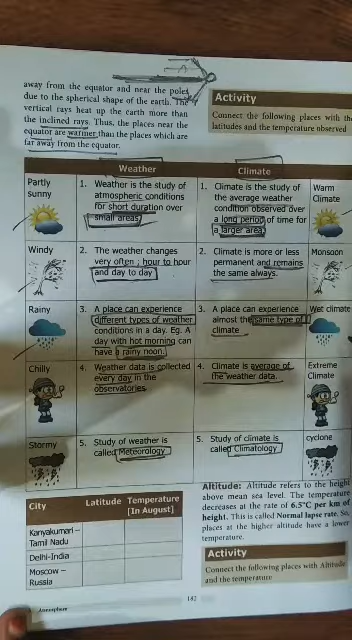 away from the equator and near the poles
due to the spherical shape of the earth. The
vertical rays heat up the earth more than
the inclined rays. Thus, the places near the
equator are warmer than the places which are
far away from the equator.
Activity
Connect the following places with the
latitudes and the temperature observed
Weather
Climate
Partly
sunny
1. Weather is the study of
atmospheric conditions
for short duration over
small areas
1. Climate is the study of
the average weather
condition observed over
a long period of time for
a larger area
Warm
Climate
Windy
2. The weather changes
very often ; hour to hour
and day to day
2. Climate is more or less
permanent and remains
the same always.
Monsoon
Rainy
3. A place can experience
different types of weather
conditions in a day. Eg. A
day with hot morning can
have a rainy noon.
3. A place can experience
almost the same type of
climate
Wet climate
Chilly
4. Weather data is collected
every day in the
observatories
4. Climate is average of
the weather data.
Extreme
Climate
Stormy
5. Study of weather is
called Meteorology
5. Study of climate is
called Climatology
cyclone
City
Latitude
Temperature
[In August]
Kanyakumari –
Tamil Nadu
Delhi-India
Moscow –
Russia
Altitude: Altitude refers to the height
above mean sea level. The temperature
decreases at the rate of 6.5°C per km of
height. This is called Normal lapse rate. So,
places at the higher altitude have a lower
temperature.
Activity
Connect the following places with Altitude
and the temperature
182
Atmosphere